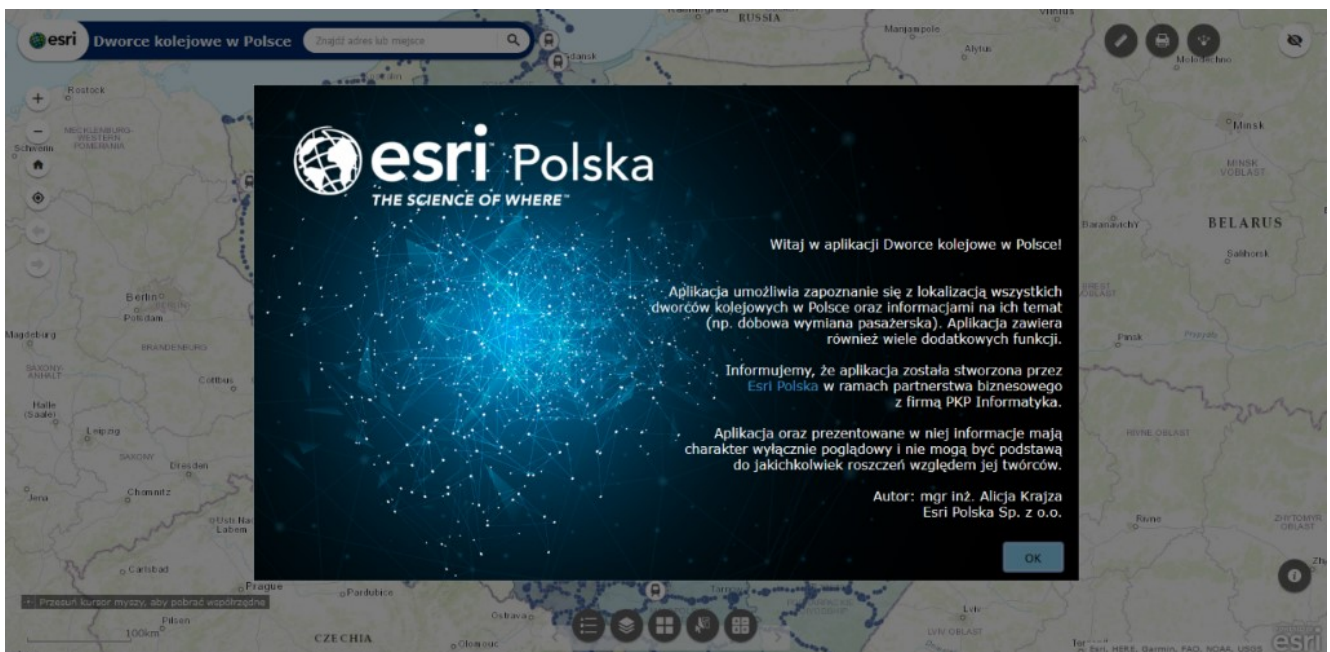 RUSSIA
Vilnius
esri
Dworce kolejowe w Polsce
Znajdź adres lub miejsce
Gdansk
Marijampole
Alytus
Rostock
MECKLENBURG-
WESTERN
POMERANIA
Schwerin
Minsk
MINSK
VOBLAST
esri Polska
THE SCIENCE OF WHERE
Baranavichy
BELARUS
Salihorsk
Witaj w aplikacji Dworce kolejowe w Polsce!
Aplikacja umożliwia zapoznanie się z lokalizacją wszystkich
dworców kolejowych w Polsce oraz informacjami na ich temat
(np. dobowa wymiana pasażerska). Aplikacja zawiera
również wiele dodatkowych funkcji.
Informujemy, że aplikacja została stworzona przez
Esri Polska w ramach partnerstwa biznesowego
z firmą PKP Informatyka.
Aplikacja oraz prezentowane w niej informacje mają
charakter wyłącznie poglądowy i nie mogą być podstawą
do jakichkolwiek roszczeń względem jej twórców.
Autor: mgr inż. Alicja Krajza
Esri Polska Sp. z o.o.
OK
Berlin
Potsdam
Magdeburg
BRANDENBURG
Pinsk
SAXONY-
ANHALT
Cottbus
Halle
(Saale)
Leipzig
RIVNE OBLAST
SAXONY
Dresden
Jena
Chemnitz
Rivne
ZHYTOMYR
OBLAST
Carlsbad
Prague
Pardubice
Przesuń kursor myszy, aby pobrać współrzędne
Pilsen
100km
CZECHIA
Ostrava
Olomouc
Lviv
LVIV OBLAST
Esri, HERE, Garmin, FAO, NOAA, USGS
esri